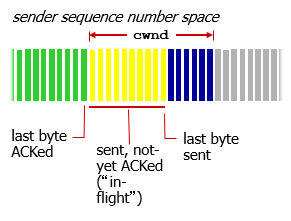 sender sequence number space
cwnd
last byte
ACKed
sent, not-
yet ACKed
(“in-
flight”)
last byte
sent